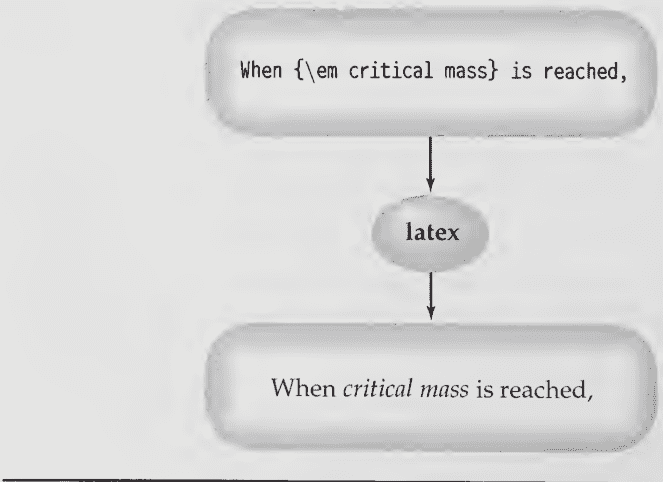 When {\em critical mass} is reached,
latex
When critical mass is reached,